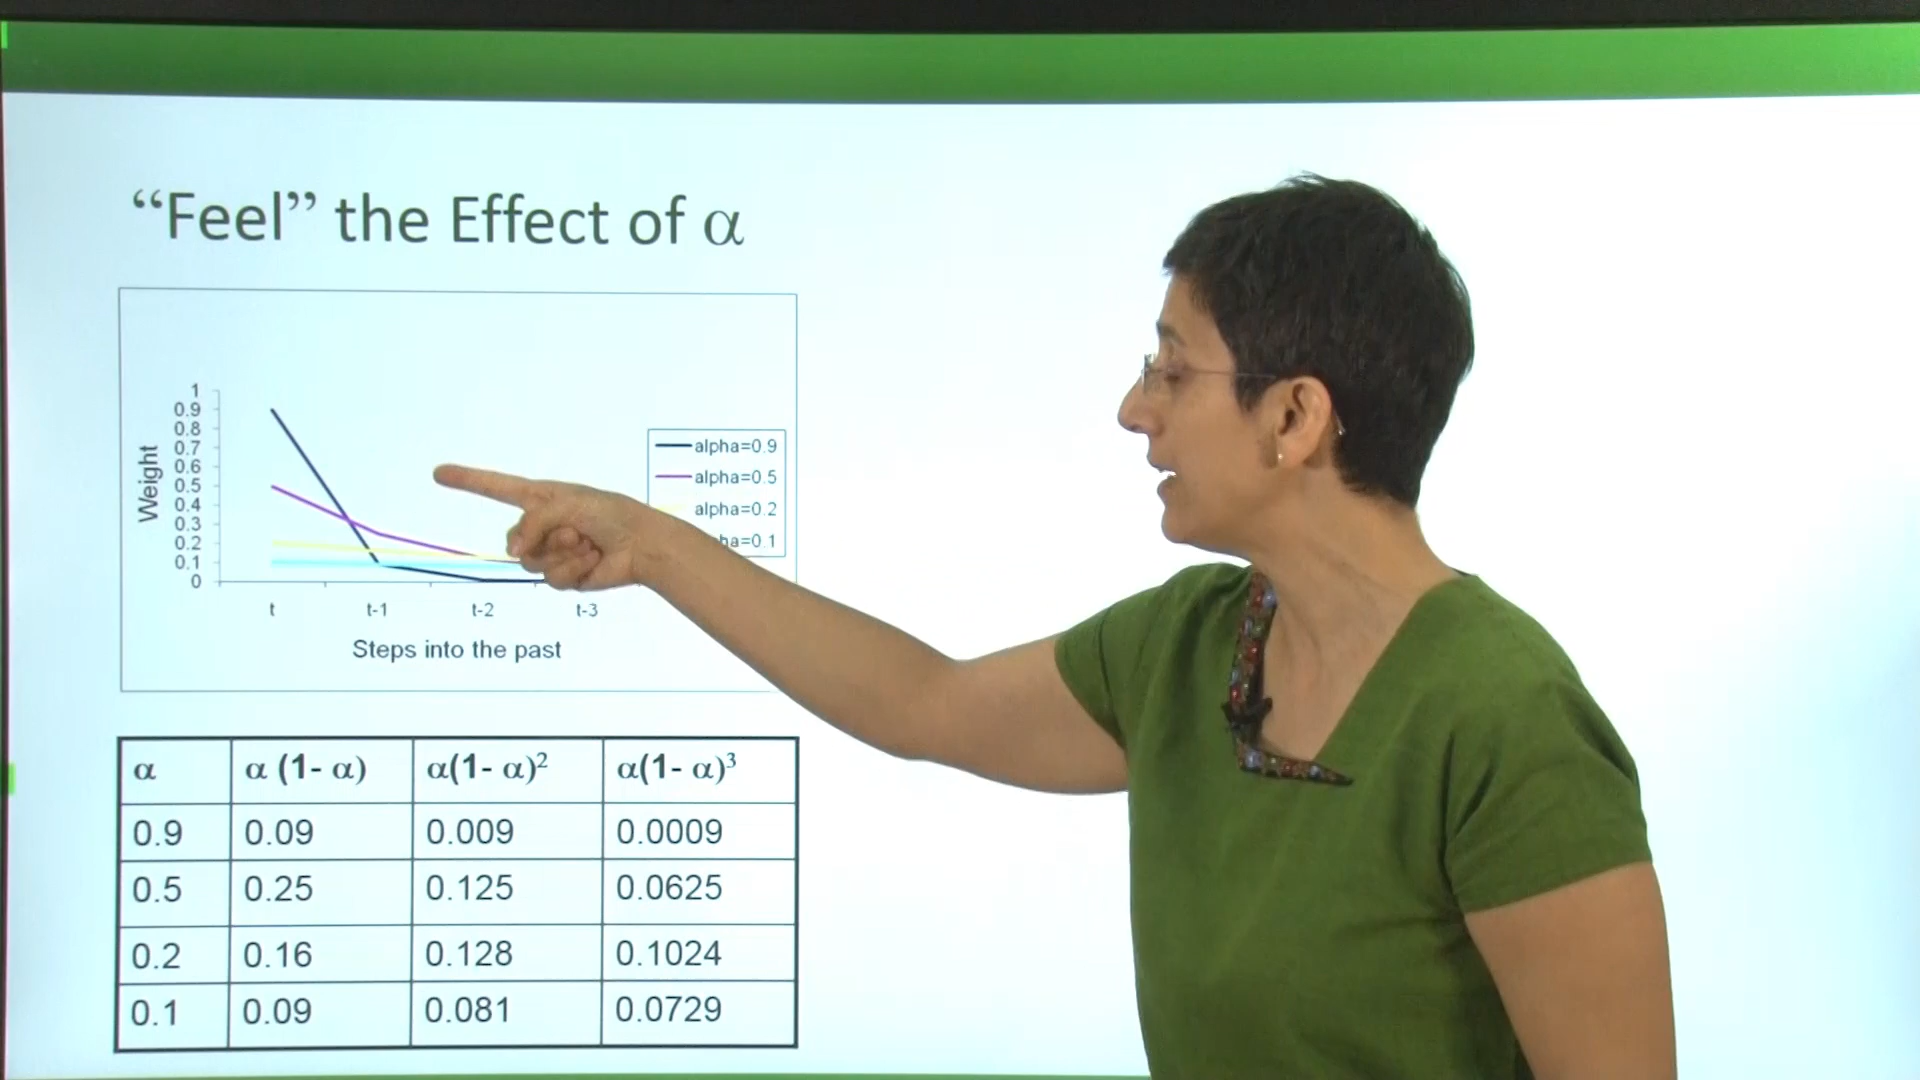 “Feel” the Effect of α
1
0.9
0.8
0.7
0.6
0.5
0.4
0.3
0.2
0.1
0
Weight
t t-1 t-2 t-3
Steps into the past
alpha=0.9
alpha=0.5
alpha=0.2
ha=0.1
α α (1- α) α(1- α)² α(1- α)³
0.9 0.09 0.009 0.0009
0.5 0.25 0.125 0.0625
0.2 0.16 0.128 0.1024
0.1 0.09 0.081 0.0729